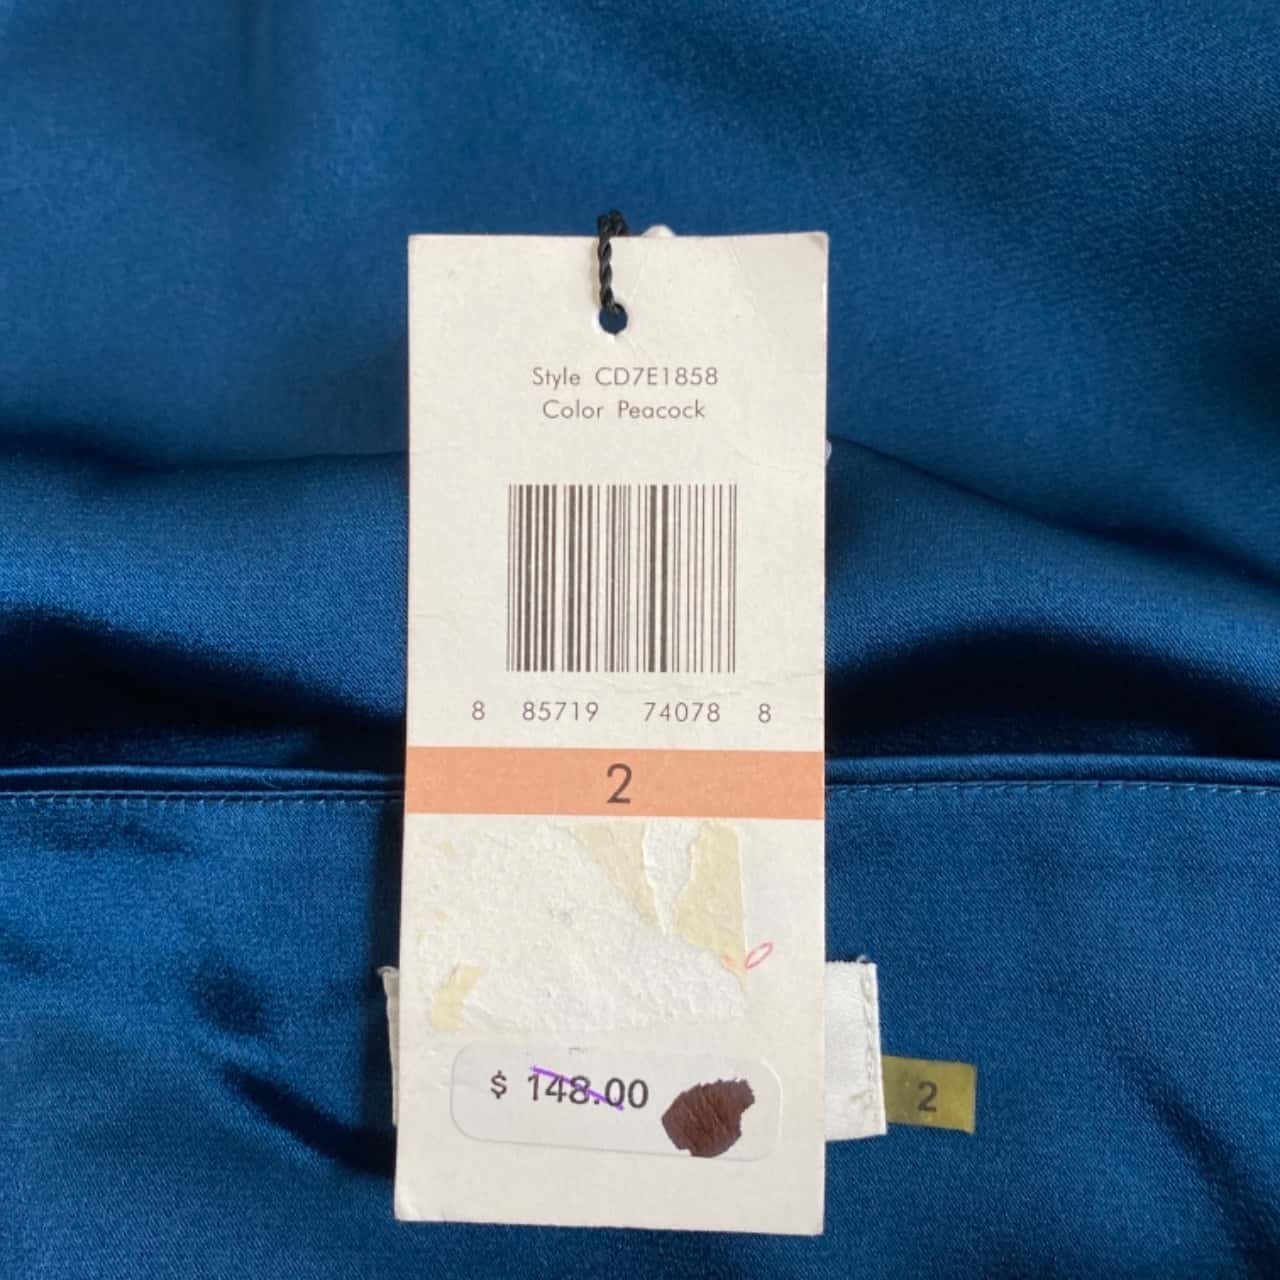 Style CD7E1858
Color Peacock
8 85719 74078 8
2
$ 148.00
2